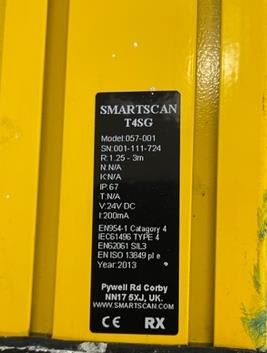 SMARTSCAN
T4SG
Model:057-001
SN:001-111-724
R:1.25 - 3m
N:N/A
K:N/A
IP:67
T:N/A
V:24V DC
I:200mA
EN954-1 Catagory 4
IEC61496 TYPE 4
EN62061 SIL3
EN ISO 13849 pl e
Year:2013
Pywell Rd Corby
NN17 5XJ, UK.
WWW.SMARTSCAN.COM
CE RX